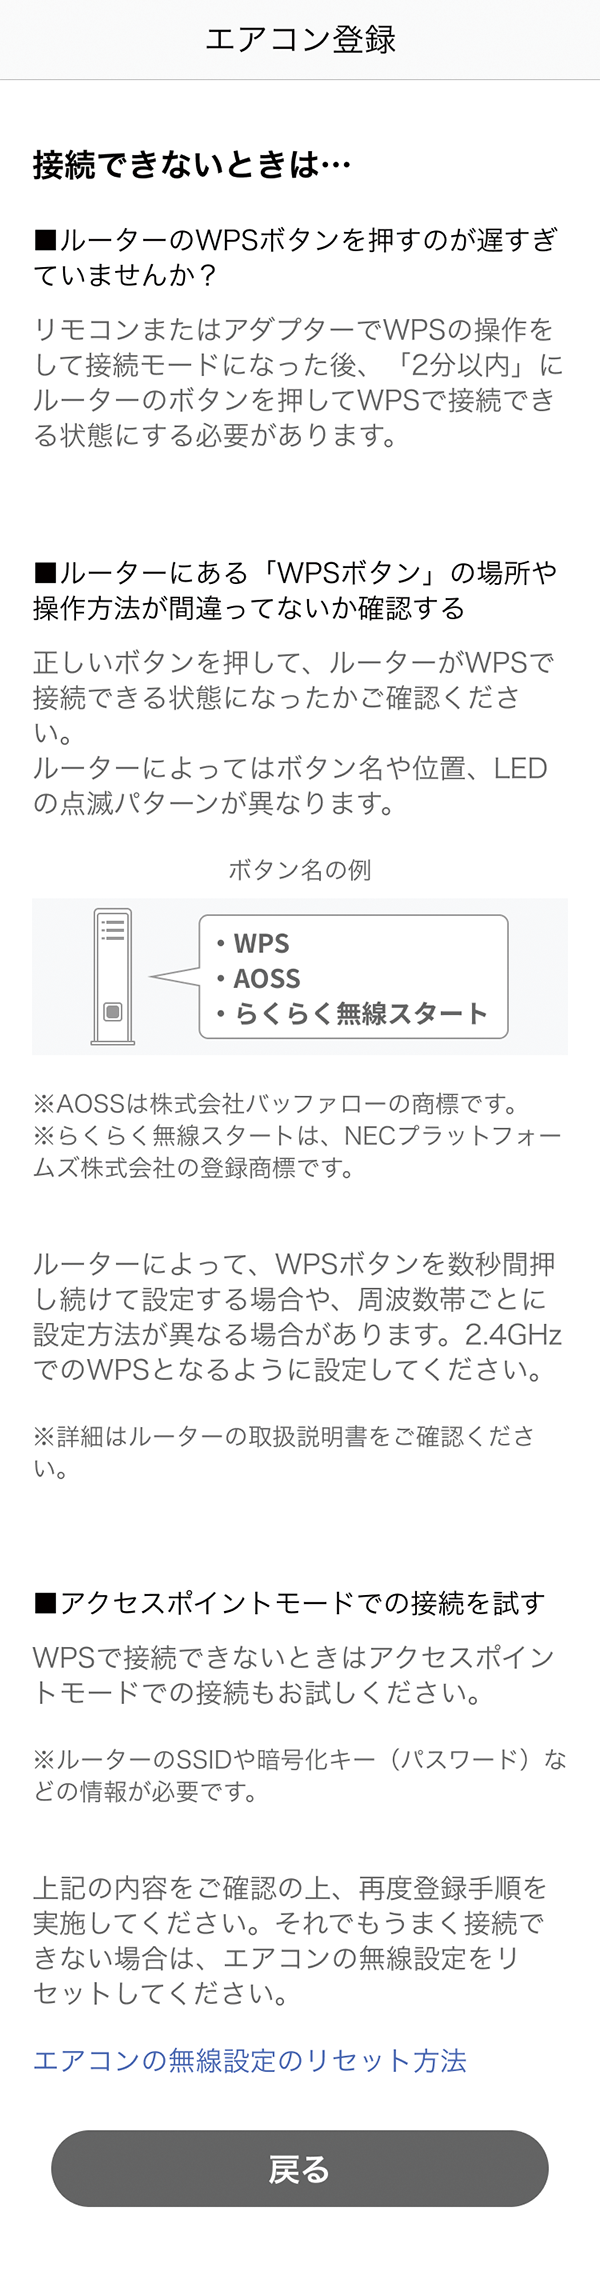 エアコン登録
接続できないときは…
■ルーターのWPSボタンを押すのが遅すぎ
ていませんか？
リモコンまたはアダプターでWPSの操作を
して接続モードになった後、「2分以内」に
ルーターのボタンを押してWPSで接続でき
る状態にする必要があります。
■ルーターにある「WPSボタン」の場所や
操作方法が間違ってないか確認する
正しいボタンを押して、ルーターがWPSで
接続できる状態になったかご確認くださ
い。
ルーターによってはボタン名や位置、LED
の点滅パターンが異なります。
ボタン名の例
・WPS
・AOSS
・らくらく無線スタート
※AOSSは株式会社バッファローの商標です。
※らくらく無線スタートは、NECプラットフォー
ムズ株式会社の登録商標です。
ルーターによって、WPSボタンを数秒間押
し続けて設定する場合や、周波数帯ごとに
設定方法が異なる場合があります。2.4GHz
でのWPSとなるように設定してください。
※詳細はルーターの取扱説明書をご確認くださ
い。
■アクセスポイントモードでの接続を試す
WPSで接続できないときはアクセスポイン
トモードでの接続もお試しください。
※ルーターのSSIDや暗号化キー（パスワード）な
どの情報が必要です。
上記の内容をご確認の上、再度登録手順を
実施してください。それでもうまく接続で
きない場合は、エアコンの無線設定をリ
セットしてください。
エアコンの無線設定のリセット方法
戻る